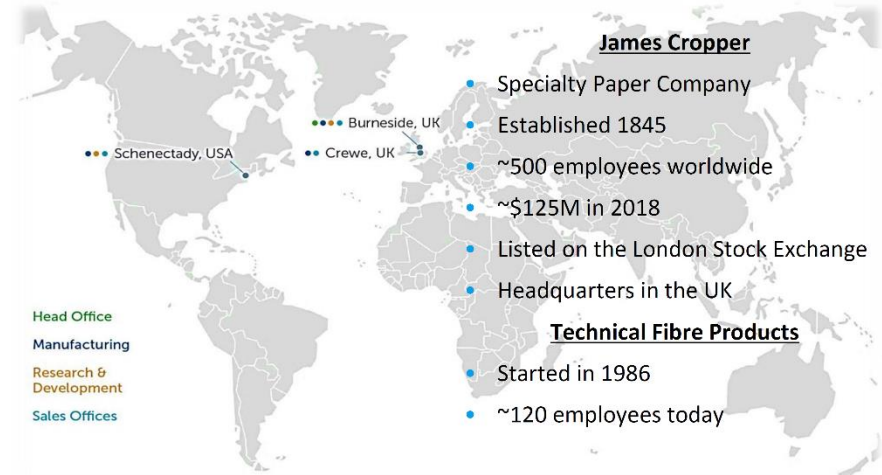 James Cropper
Specialty Paper Company
Established 1845
~500 employees worldwide
~$125M in 2018
Listed on the London Stock Exchange
Headquarters in the UK
Technical Fibre Products
Started in 1986
~120 employees today
Burneside, UK
Schenectady, USA
Crewe, UK
Head Office
Manufacturing
Research &
Development
Sales Offices